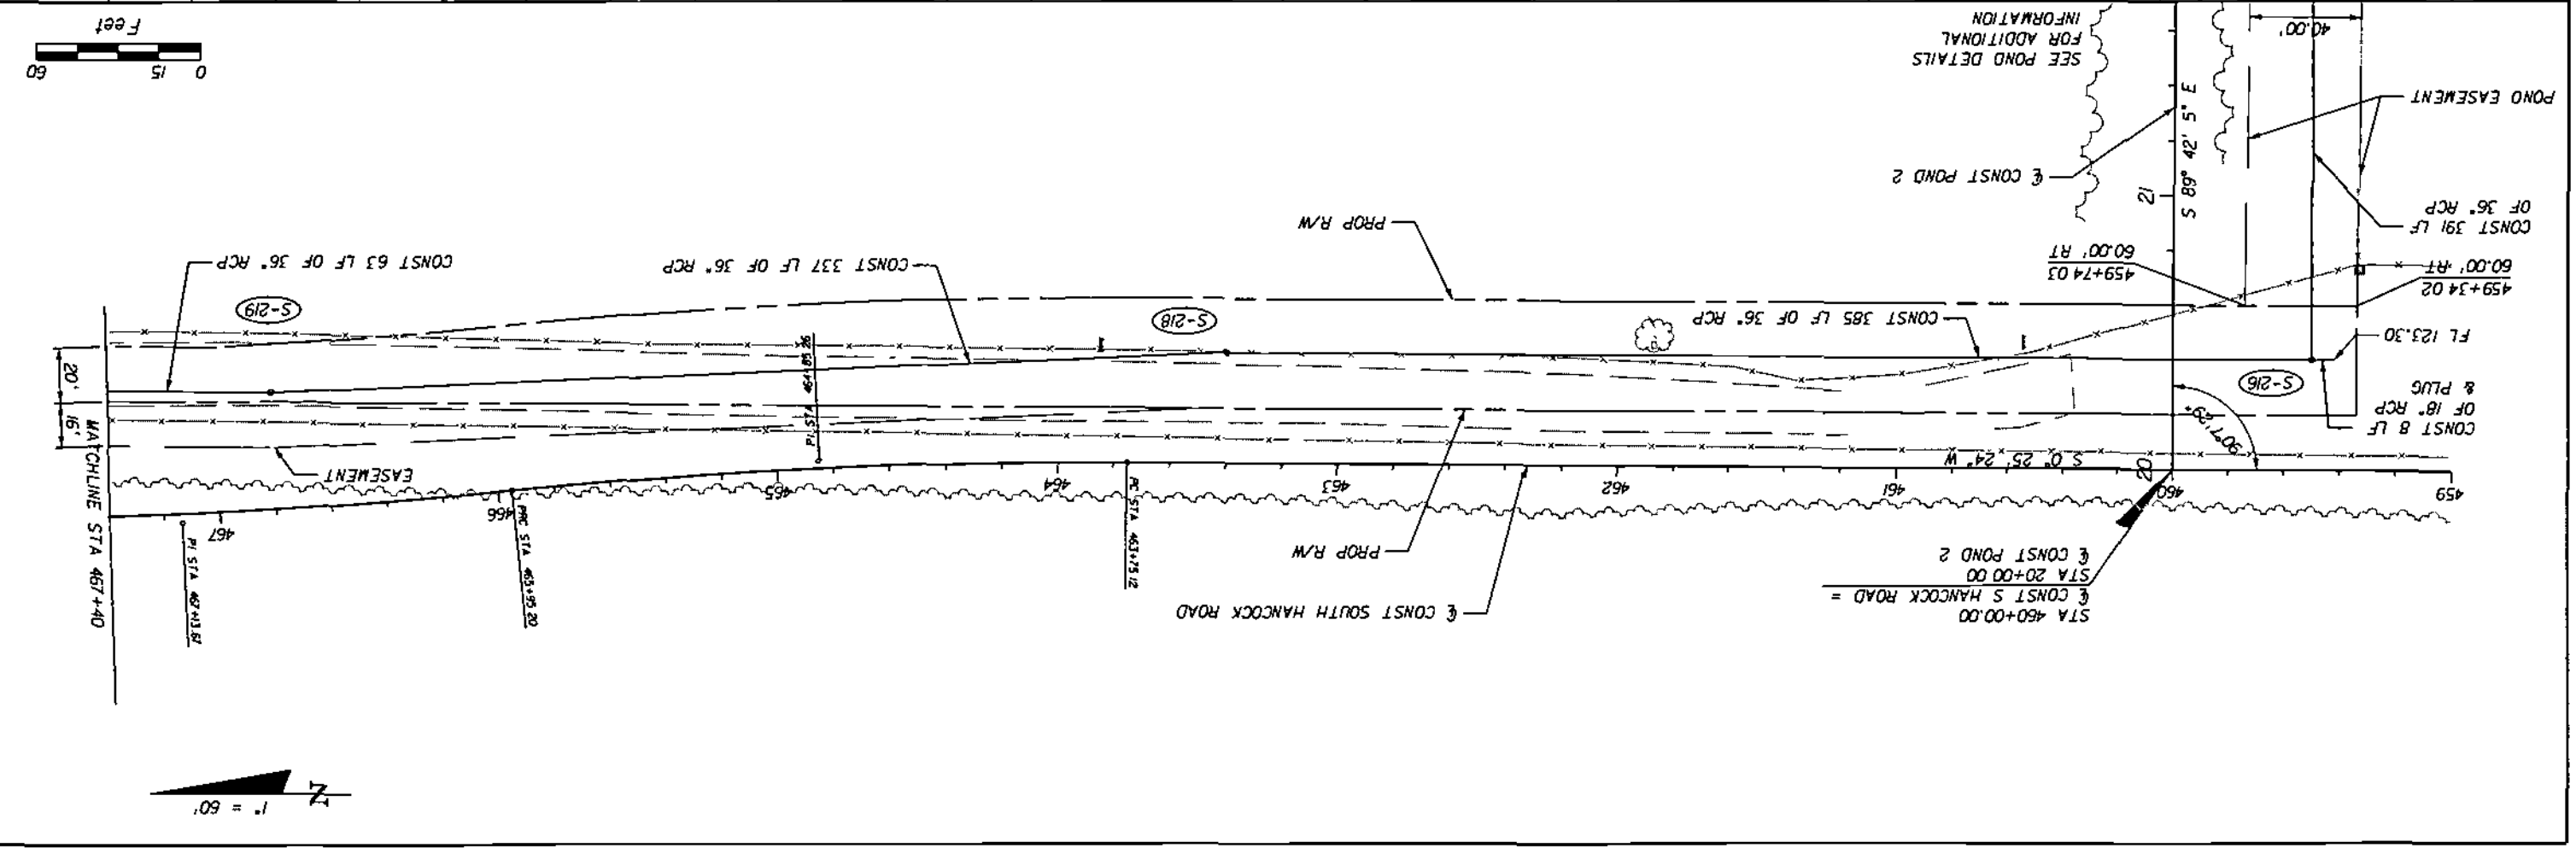 40.00'
POND EASEMENT
CONST 391 LF
OF 36" RCP
459+34 02
60.00' RT
FL 123.30
CONST 8 LF
OF 18" RCP
& PLUG
S-216
459+74 03
60.00' RT
S 89° 42' 5" E
21
20
90°7'29"
SEE POND DETAILS
FOR ADDITIONAL
INFORMATION
℄ CONST POND 2
PROP R/W
CONST 385 LF OF 36" RCP
S-218
CONST 337 LF OF 36" RCP
CONST 63 LF OF 36" RCP
S-219
0 15 60
Feet
20'
16'
MATCHLINE STA 467+40
EASEMENT
S 0° 25' 24" W
459
460
461
462
463
464
465
466
467
STA 460+00.00
℄ CONST S HANCOCK ROAD =
STA 20+00 00
℄ CONST POND 2
℄ CONST SOUTH HANCOCK ROAD
PROP R/W
PC STA 463+75.12
PI STA 464+85 26
PRC STA 465+95.20
PI STA 467+13.61
N
1" = 60'